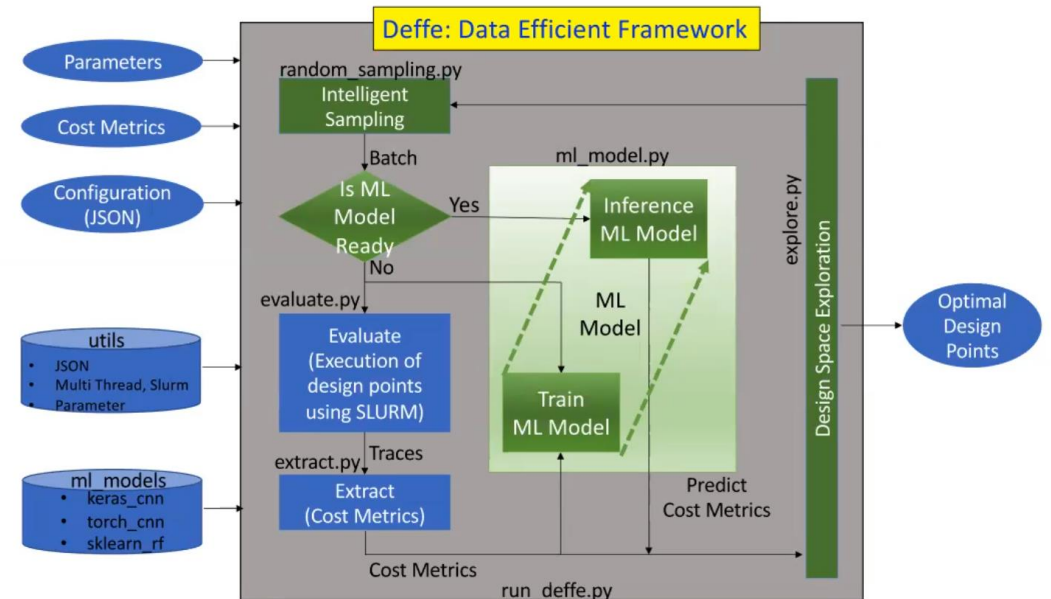 Deffe: Data Efficient Framework
Parameters
Cost Metrics
Configuration
(JSON)
utils
• JSON
• Multi Thread, Slurm
• Parameter
ml_models
• keras_cnn
• torch_cnn
• sklearn_rf
random_sampling.py
Intelligent
Sampling
Batch
Is ML
Model
Ready
Yes
No
evaluate.py
Evaluate
(Execution of
design points
using SLURM)
Traces
extract.py
Extract
(Cost Metrics)
Cost Metrics
ml_model.py
Inference
ML Model
ML
Model
Train
ML Model
Predict
Cost Metrics
explore.py
Design Space Exploration
run_deffe.py
Optimal
Design
Points